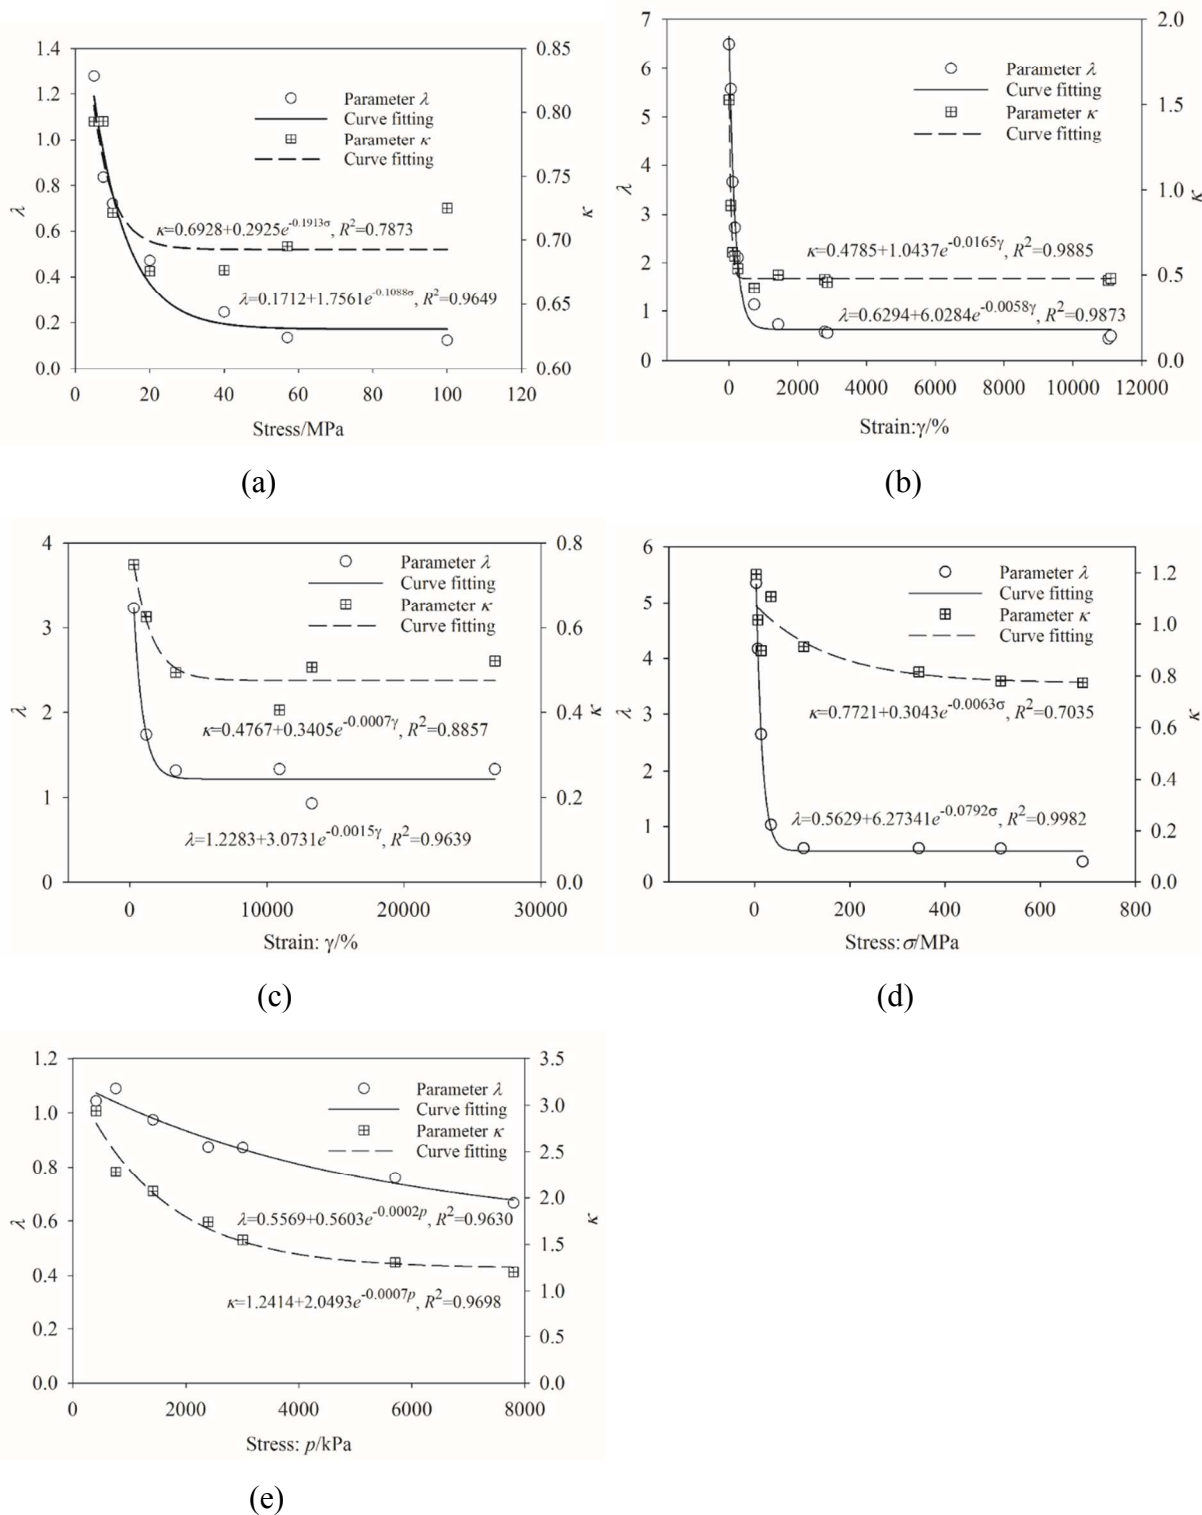 1.4
1.2
1.0
0.8
0.6
0.4
0.2
0.0
λ
0.85
0.80
0.75
0.70
0.65
0.60
κ
Parameter λ
Curve fitting
Parameter κ
Curve fitting
κ=0.6928+0.2925e^-0.1913σ, R²=0.7873
λ=0.1712+1.7561e^-0.1088σ, R²=0.9649
0 20 40 60 80 100 120
Stress/MPa
(a)
7
6
5
4
3
2
1
0
λ
2.0
1.5
1.0
0.5
0.0
κ
Parameter λ
Curve fitting
Parameter κ
Curve fitting
κ=0.4785+1.0437e^-0.0165γ, R²=0.9885
λ=0.6294+6.0284e^-0.0058γ, R²=0.9873
0 2000 4000 6000 8000 10000 12000
Strain:γ/%
(b)
4
3
2
1
0
λ
0.8
0.6
0.4
0.2
0.0
κ
Parameter λ
Curve fitting
Parameter κ
Curve fitting
κ=0.4767+0.3405e^-0.0007γ, R²=0.8857
λ=1.2283+3.0731e^-0.0015γ, R²=0.9639
0 10000 20000 30000
Strain: γ/%
(c)
6
5
4
3
2
1
0
λ
1.2
1.0
0.8
0.6
0.4
0.2
0.0
κ
Parameter λ
Curve fitting
Parameter κ
Curve fitting
κ=0.7721+0.3043e^-0.0063σ, R²=0.7035
λ=0.5629+6.27341e^-0.0792σ, R²=0.9982
0 200 400 600 800
Stress: σ/MPa
(d)
1.2
1.0
0.8
0.6
0.4
0.2
0.0
λ
3.5
3.0
2.5
2.0
1.5
1.0
0.5
0.0
κ
Parameter λ
Curve fitting
Parameter κ
Curve fitting
λ=0.5569+0.5603e^-0.0002p, R²=0.9630
κ=1.2414+2.0493e^-0.0007p, R²=0.9698
0 2000 4000 6000 8000
Stress: p/kPa
(e)